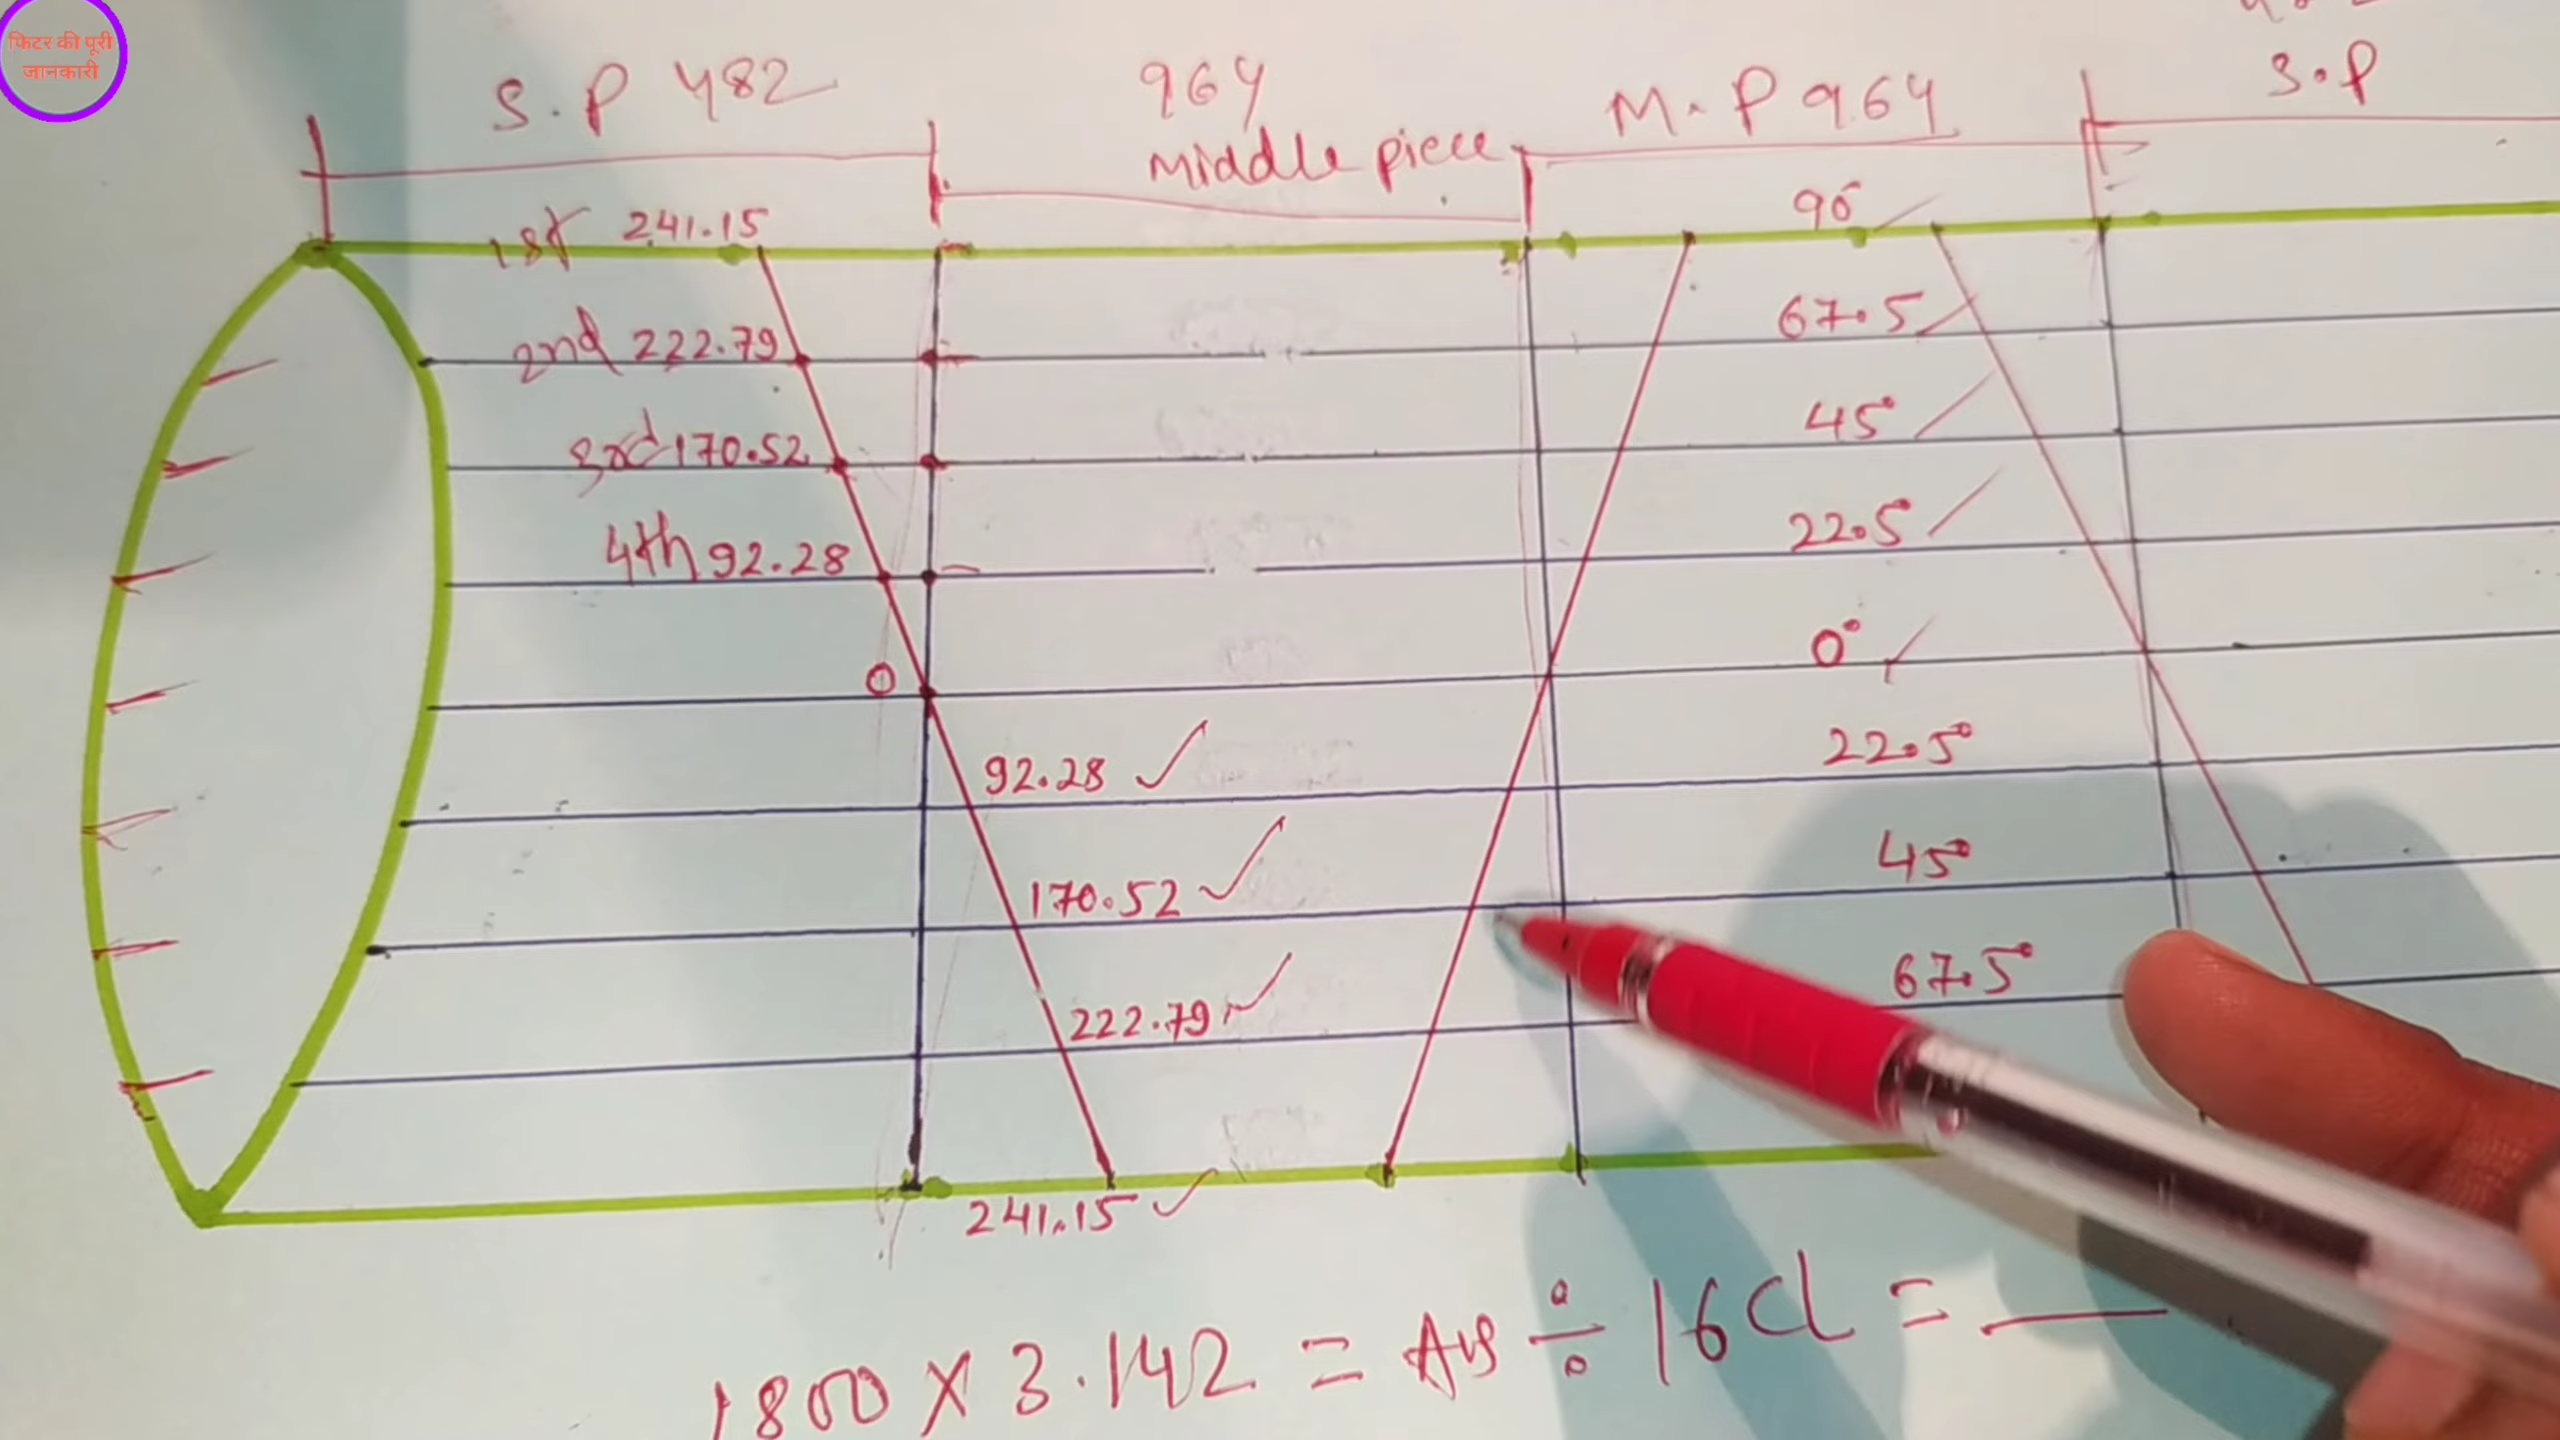 फिटर की पूरी
जानकारी
S.P 482
964
middle piece
M.P 964
S.P
1st 241.15
2nd 222.79
3rd 170.52
4th 92.28
0
92.28
170.52
222.79
241.15
90°
67.5
45°
22.5°
0°
22.5°
45°
67.5°
1800 × 3.142 = Ans ÷ 16 Cl =